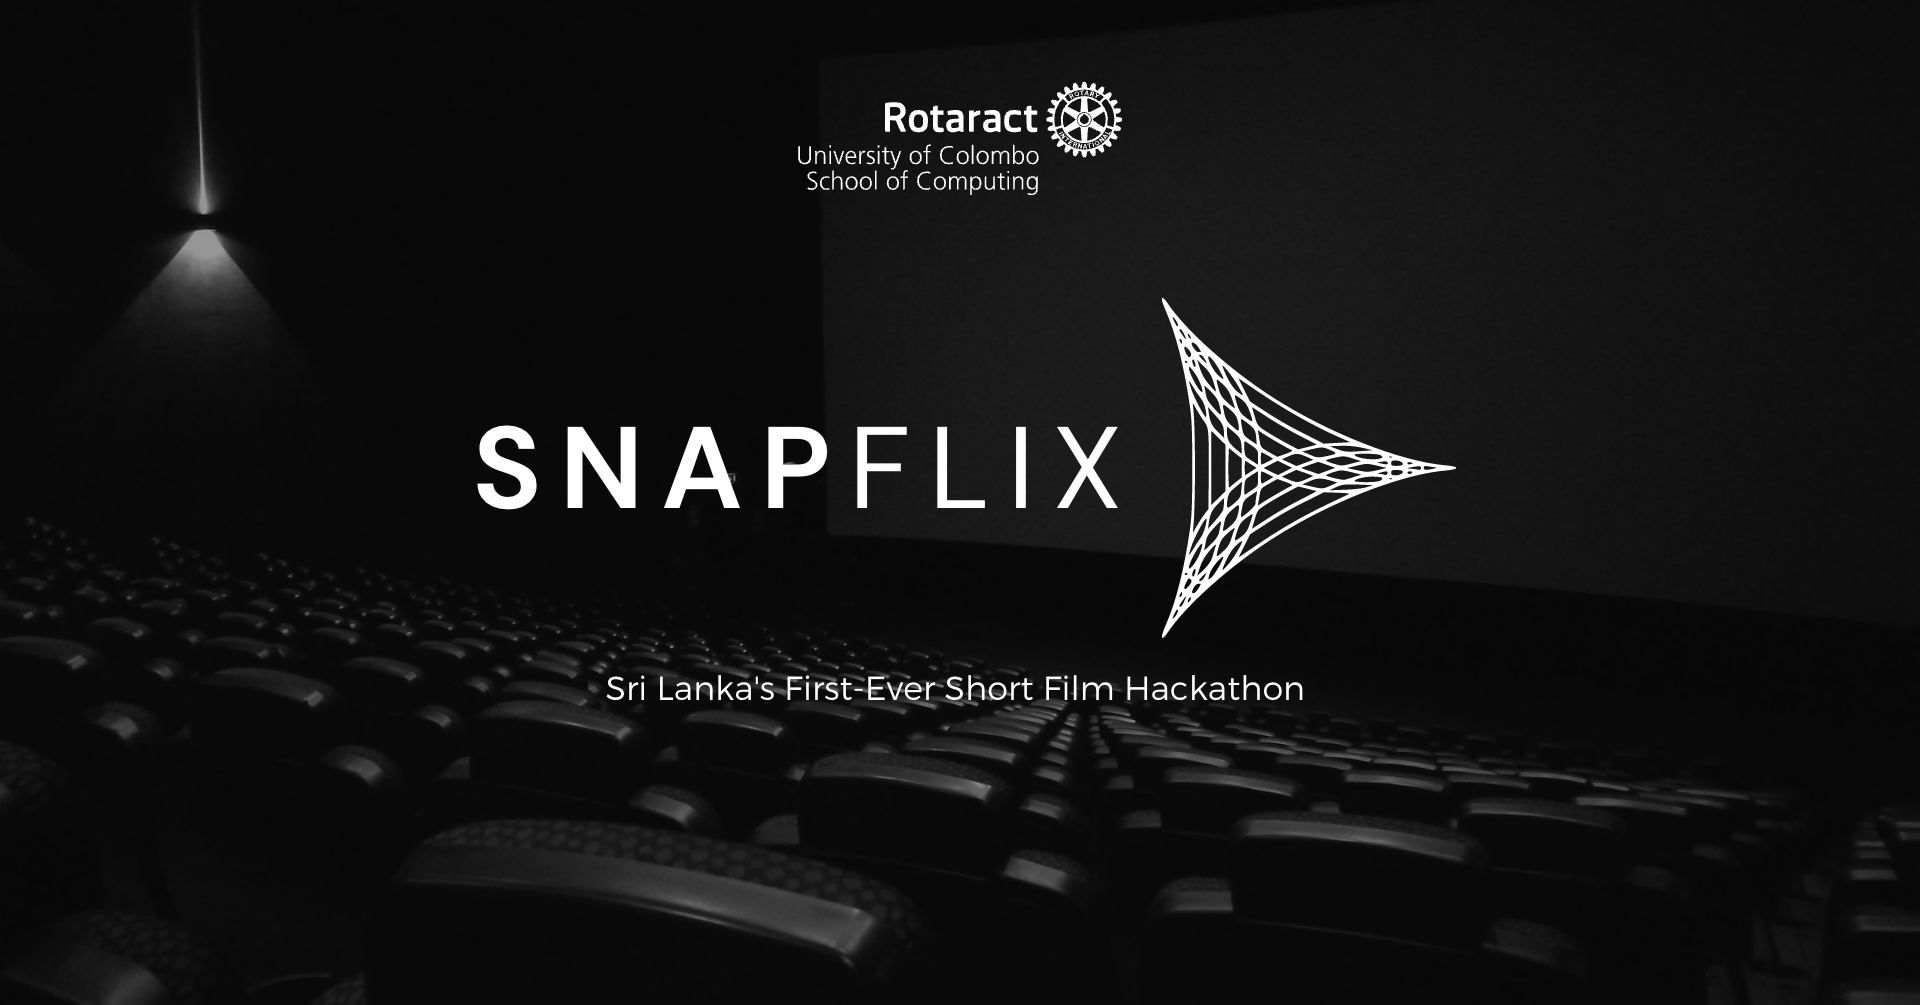 Rotaract
ROTARY
INTERNATIONAL
University of Colombo
School of Computing
SNAPFLIX
Sri Lanka's First-Ever Short Film Hackathon